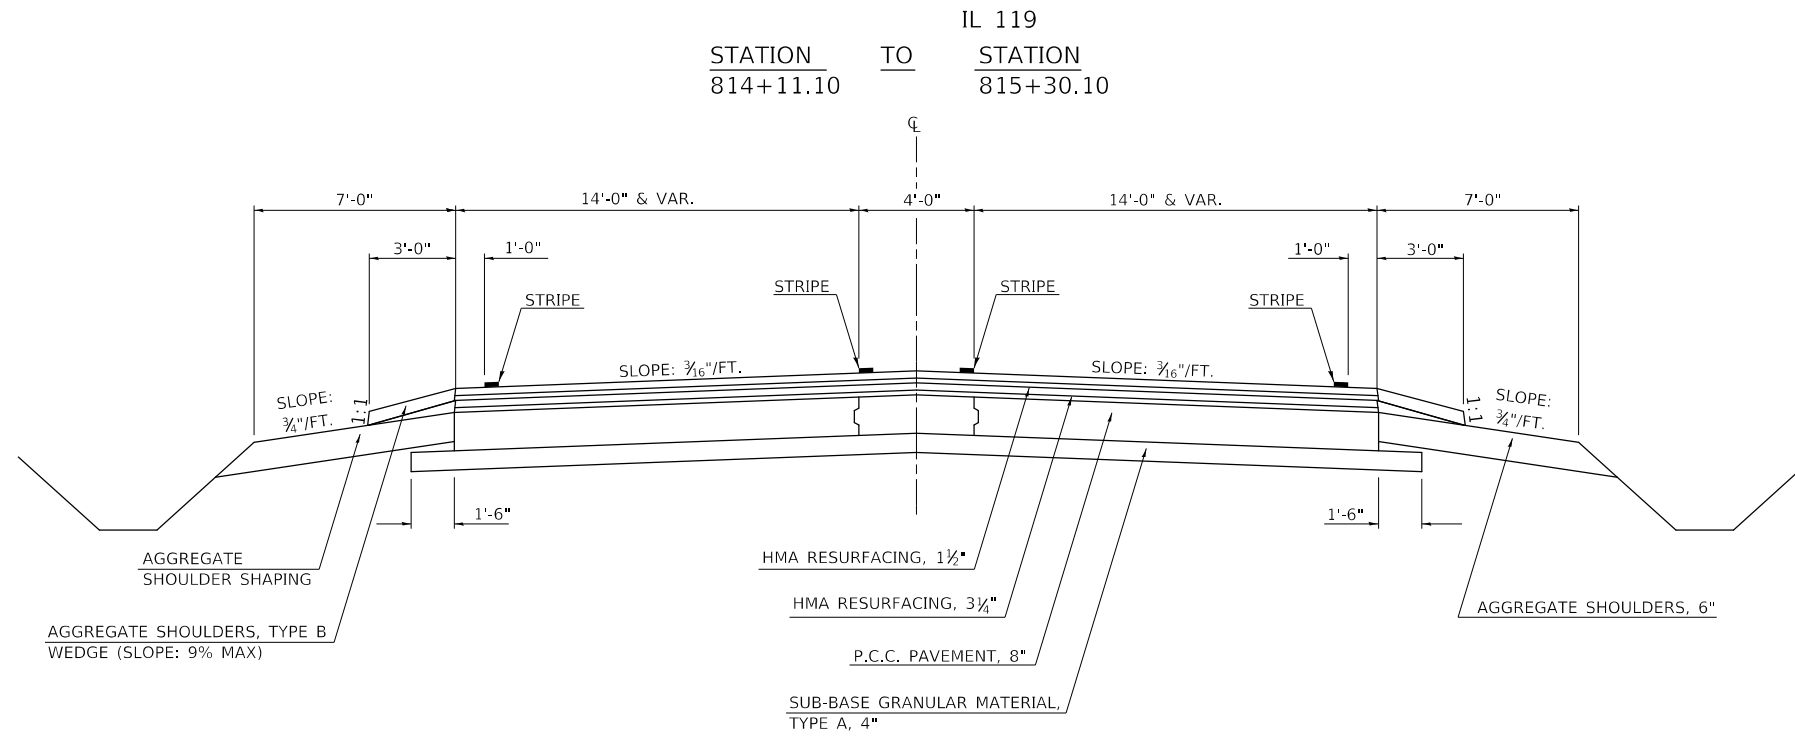 IL 119
STATION TO STATION
814+11.10 815+30.10
℄
7'-0" 14'-0" & VAR. 4'-0" 14'-0" & VAR. 7'-0"
3'-0" 1'-0" 1'-0" 3'-0"
STRIPE STRIPE STRIPE STRIPE
SLOPE: 3/16"/FT. SLOPE: 3/16"/FT.
SLOPE:
3/4"/FT.
1:1
1:1
SLOPE:
3/4"/FT.
1'-6" 1'-6"
AGGREGATE
SHOULDER SHAPING
HMA RESURFACING, 1½"
HMA RESURFACING, 3¼"
AGGREGATE SHOULDERS, 6"
AGGREGATE SHOULDERS, TYPE B
WEDGE (SLOPE: 9% MAX)
P.C.C. PAVEMENT, 8"
SUB-BASE GRANULAR MATERIAL,
TYPE A, 4"